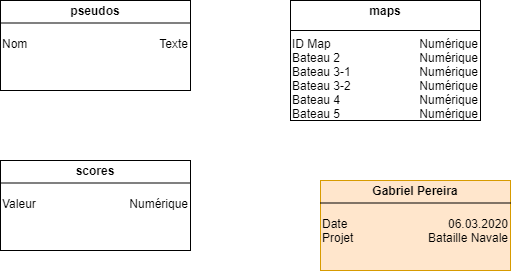 pseudos
Nom Texte
maps
ID Map Numérique
Bateau 2 Numérique
Bateau 3-1 Numérique
Bateau 3-2 Numérique
Bateau 4 Numérique
Bateau 5 Numérique
scores
Valeur Numérique
Gabriel Pereira
Date 06.03.2020
Projet Bataille Navale